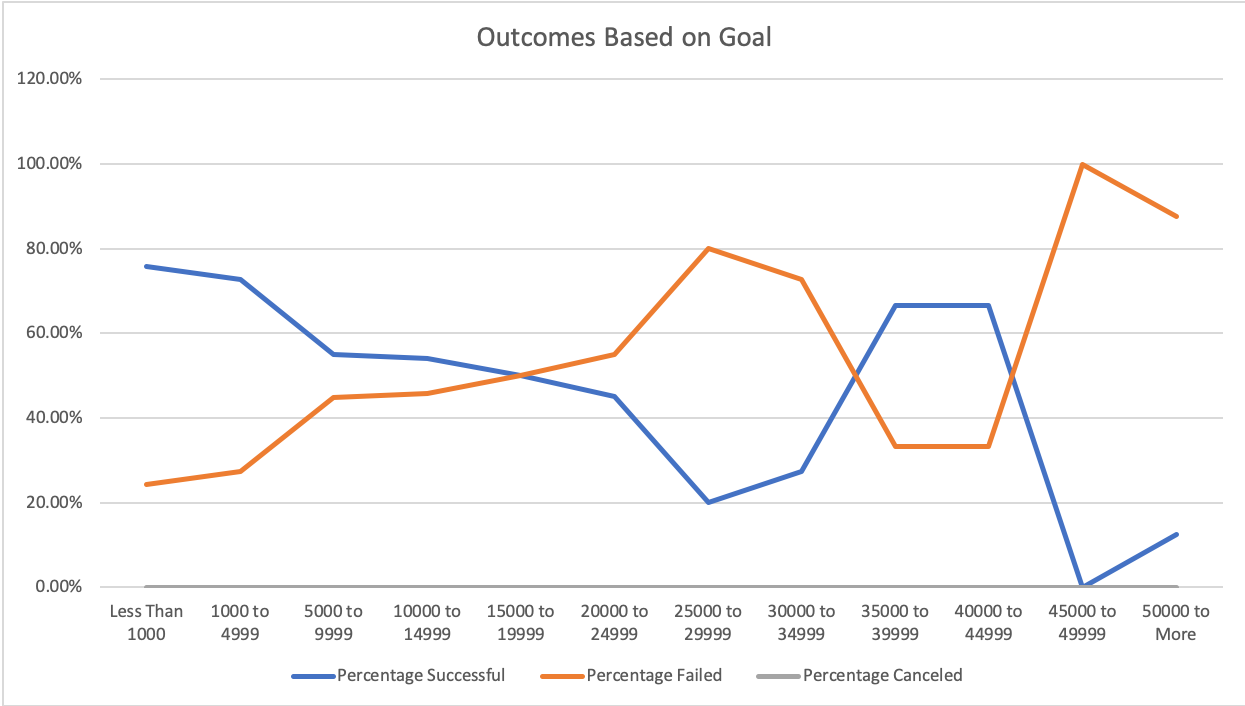 Outcomes Based on Goal
120.00%
100.00%
80.00%
60.00%
40.00%
20.00%
0.00%
Less Than 1000 to 5000 to 10000 to 15000 to 20000 to 25000 to 30000 to 35000 to 40000 to 45000 to 50000 to
1000 4999 9999 14999 19999 24999 29999 34999 39999 44999 49999 More
Percentage Successful Percentage Failed Percentage Canceled